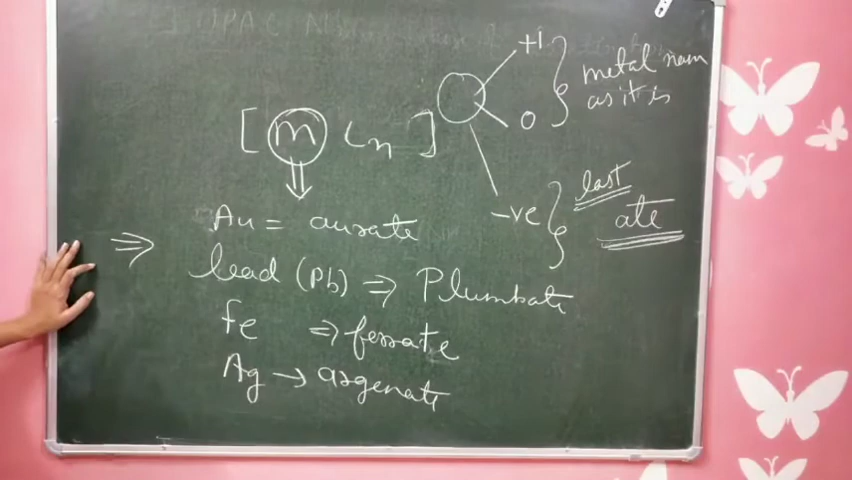 +1
metal nam
as it is
[ m Ln ]
0
last
-ve
ate
Au = aurate
⇒ lead (Pb) ⇒ Plumbate
fe ⇒ ferrate
Ag → argenate